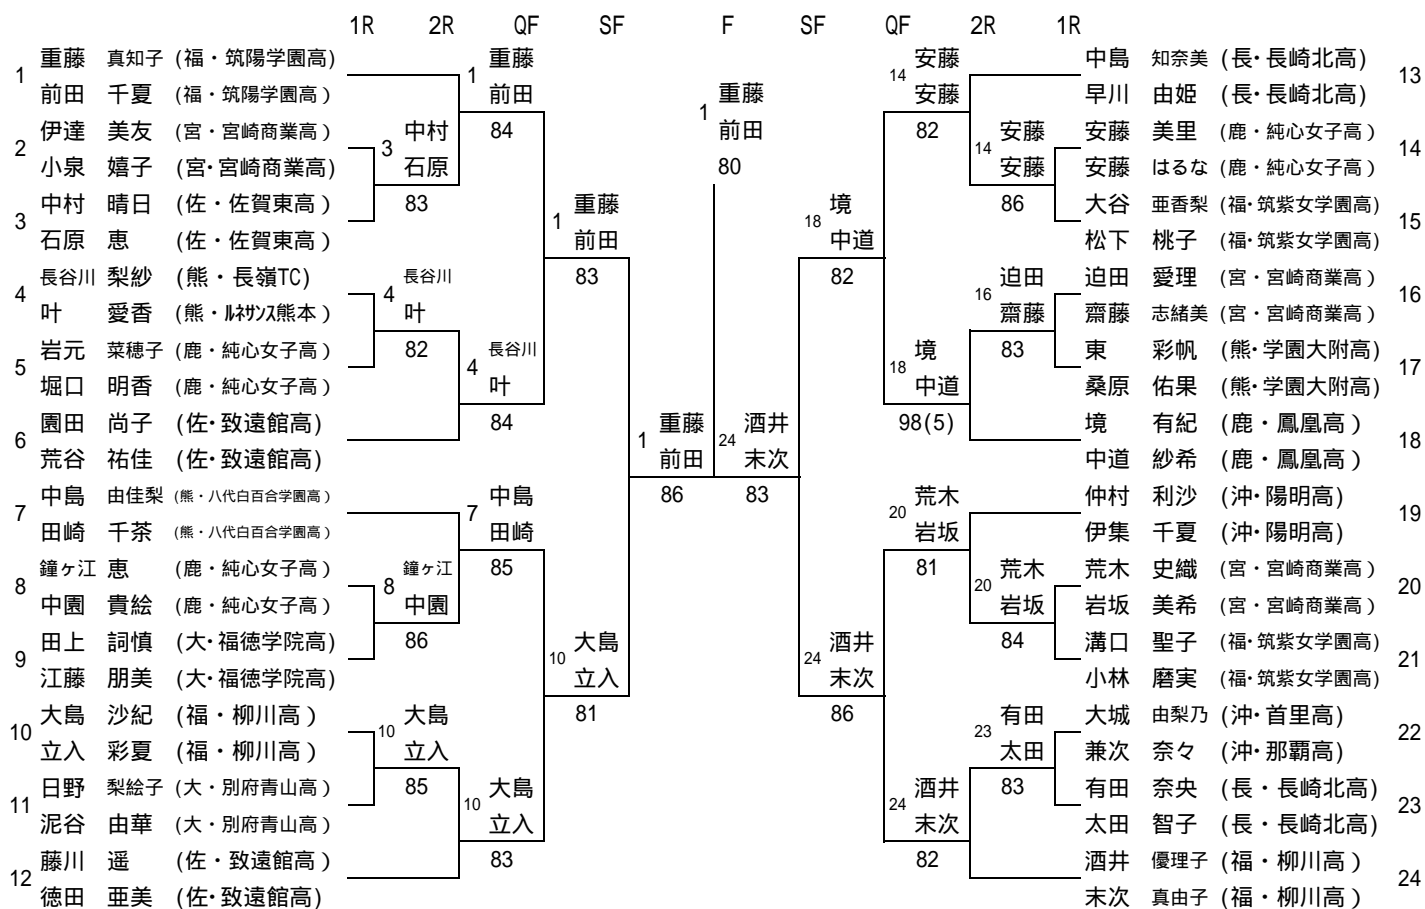 1R 2R QF SF F SF QF 2R 1R
1 重藤 真知子 (福・筑陽学園高)
前田 千夏 (福・筑陽学園高)
2 伊達 美友 (宮・宮崎商業高)
小泉 嬉子 (宮・宮崎商業高)
3 中村 晴日 (佐・佐賀東高)
石原 恵 (佐・佐賀東高)
4 長谷川 梨紗 (熊・長嶺TC)
叶 愛香 (熊・ルネサンス熊本)
5 岩元 菜穂子 (鹿・純心女子高)
堀口 明香 (鹿・純心女子高)
6 園田 尚子 (佐・致遠館高)
荒谷 祐佳 (佐・致遠館高)
7 中島 由佳梨 (熊・八代白百合学園高)
田崎 千茶 (熊・八代白百合学園高)
8 鐘ヶ江 恵 (鹿・純心女子高)
中園 貴絵 (鹿・純心女子高)
9 田上 詞慎 (大・福徳学院高)
江藤 朋美 (大・福徳学院高)
10 大島 沙紀 (福・柳川高)
立入 彩夏 (福・柳川高)
11 日野 梨絵子 (大・別府青山高)
泥谷 由華 (大・別府青山高)
12 藤川 遥 (佐・致遠館高)
徳田 亜美 (佐・致遠館高)
3 中村
石原
83
4 長谷川
叶
82
8 鐘ヶ江
中園
86
10 大島
立入
85
1 重藤
前田
84
4 長谷川
叶
84
7 中島
田崎
85
10 大島
立入
83
1 重藤
前田
83
10 大島
立入
81
1 重藤
前田
86
1 重藤
前田
80
24 酒井
末次
83
18 境
中道
82
24 酒井
末次
86
14 安藤
安藤
82
18 境
中道
98(5)
20 荒木
岩坂
81
24 酒井
末次
82
14 安藤
安藤
86
16 迫田
齋藤
83
20 荒木
岩坂
84
23 有田
太田
83
中島 知奈美 (長・長崎北高) 13
早川 由姫 (長・長崎北高)
安藤 美里 (鹿・純心女子高) 14
安藤 はるな (鹿・純心女子高)
大谷 亜香梨 (福・筑紫女学園高) 15
松下 桃子 (福・筑紫女学園高)
迫田 愛理 (宮・宮崎商業高) 16
齋藤 志緒美 (宮・宮崎商業高)
東 彩帆 (熊・学園大附高) 17
桑原 佑果 (熊・学園大附高)
境 有紀 (鹿・鳳凰高) 18
中道 紗希 (鹿・鳳凰高)
仲村 利沙 (沖・陽明高) 19
伊集 千夏 (沖・陽明高)
荒木 史織 (宮・宮崎商業高) 20
岩坂 美希 (宮・宮崎商業高)
溝口 聖子 (福・筑紫女学園高) 21
小林 磨実 (福・筑紫女学園高)
大城 由梨乃 (沖・首里高) 22
兼次 奈々 (沖・那覇高)
有田 奈央 (長・長崎北高) 23
太田 智子 (長・長崎北高)
酒井 優理子 (福・柳川高) 24
末次 真由子 (福・柳川高)